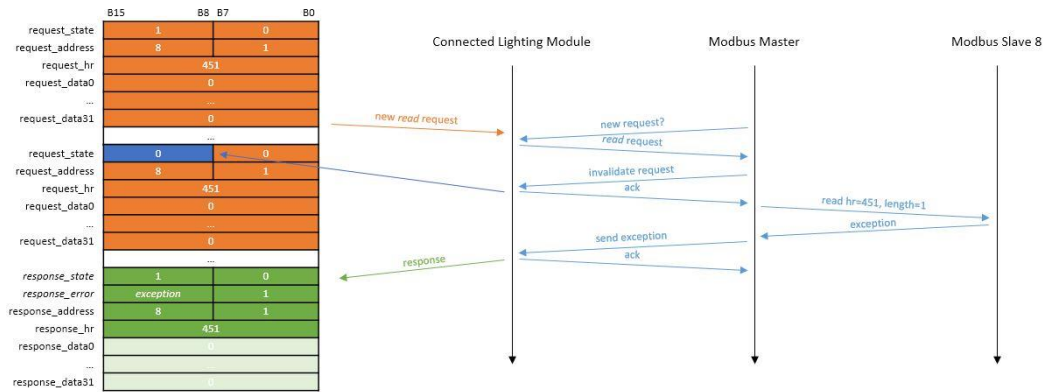 B15 B8 B7 B0
request_state 1 0
request_address 8 1
request_hr 451
request_data0 0
... ...
request_data31 0
...
request_state 0 0
request_address 8 1
request_hr 451
request_data0 0
... ...
request_data31 0
...
response_state 1 0
response_error exception 1
response_address 8 1
response_hr 451
response_data0 0
... ...
response_data31 0
Connected Lighting Module Modbus Master Modbus Slave 8
new read request
new request?
read request
invalidate request
ack
read hr=451, length=1
exception
send exception
ack
response